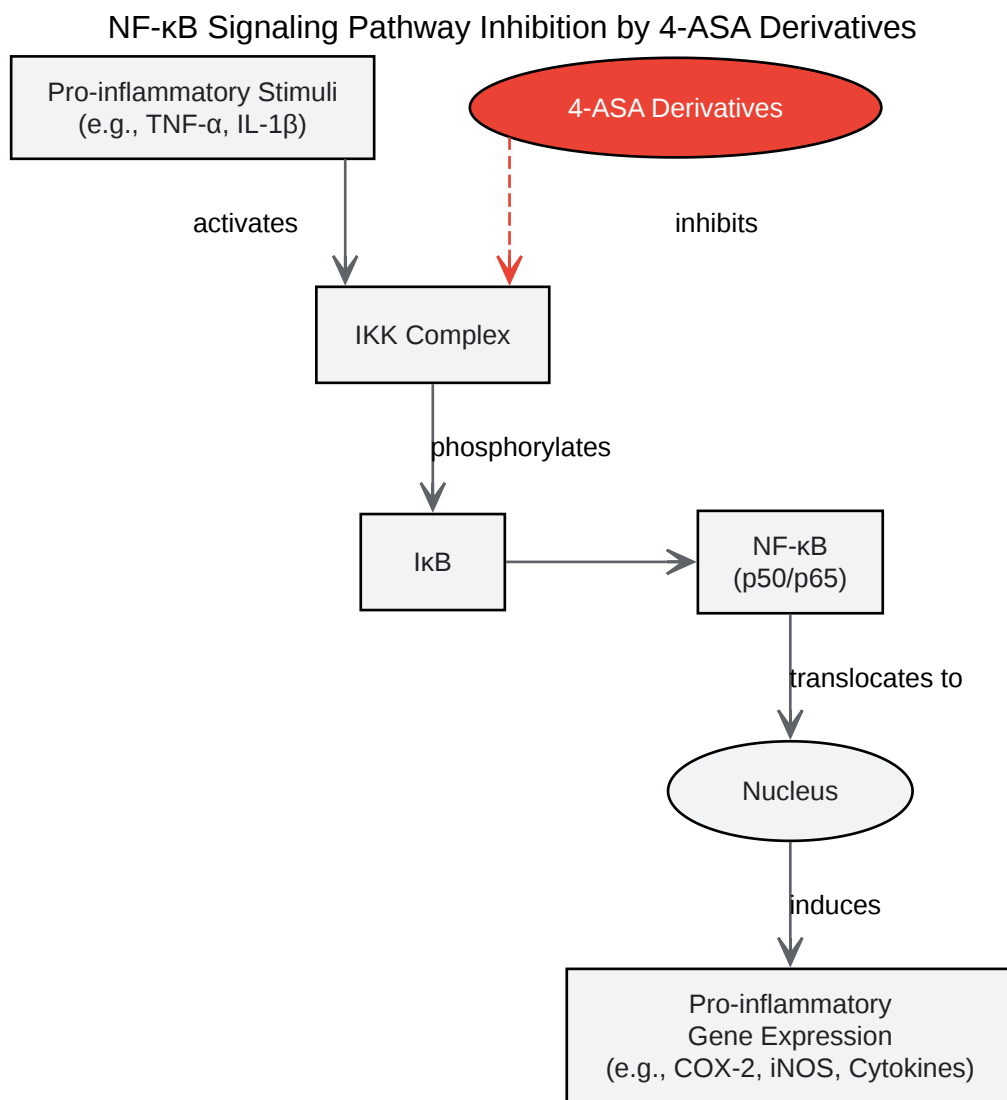 NF-κB Signaling Pathway Inhibition by 4-ASA Derivatives
Pro-inflammatory Stimuli
(e.g., TNF-α, IL-1β)
4-ASA Derivatives
activates
inhibits
IKK Complex
phosphorylates
IκB
NF-κB
(p50/p65)
translocates to
Nucleus
induces
Pro-inflammatory
Gene Expression
(e.g., COX-2, iNOS, Cytokines)